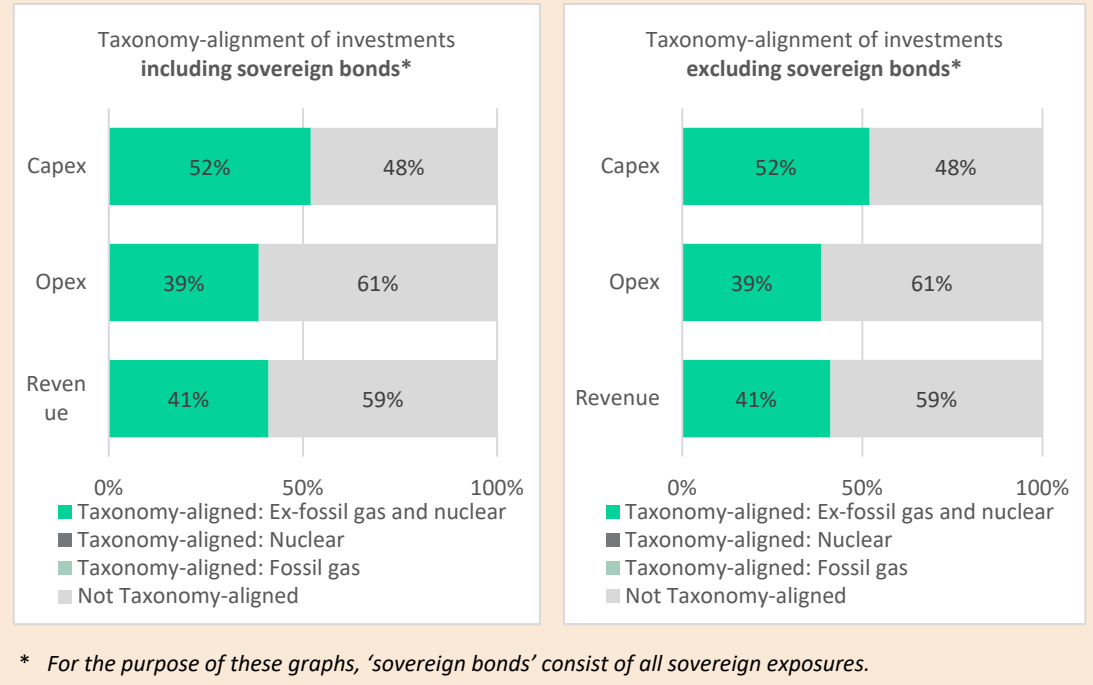 Taxonomy-alignment of investments
including sovereign bonds*
Capex
52%
48%
Opex
39%
61%
Reven
ue
41%
59%
0%
50%
100%
Taxonomy-aligned: Ex-fossil gas and nuclear
Taxonomy-aligned: Nuclear
Taxonomy-aligned: Fossil gas
Not Taxonomy-aligned
Taxonomy-alignment of investments
excluding sovereign bonds*
Capex
52%
48%
Opex
39%
61%
Revenue
41%
59%
0%
50%
100%
Taxonomy-aligned: Ex-fossil gas and nuclear
Taxonomy-aligned: Nuclear
Taxonomy-aligned: Fossil gas
Not Taxonomy-aligned
* For the purpose of these graphs, ‘sovereign bonds’ consist of all sovereign exposures.